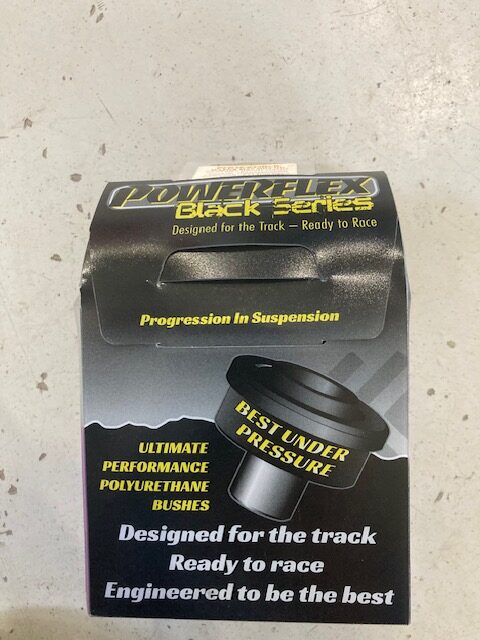 POWERFLEX
Black Series
Designed for the Track – Ready to Race
Progression In Suspension
BEST UNDER
PRESSURE
ULTIMATE
PERFORMANCE
POLYURETHANE
BUSHES
Designed for the track
Ready to race
Engineered to be the best